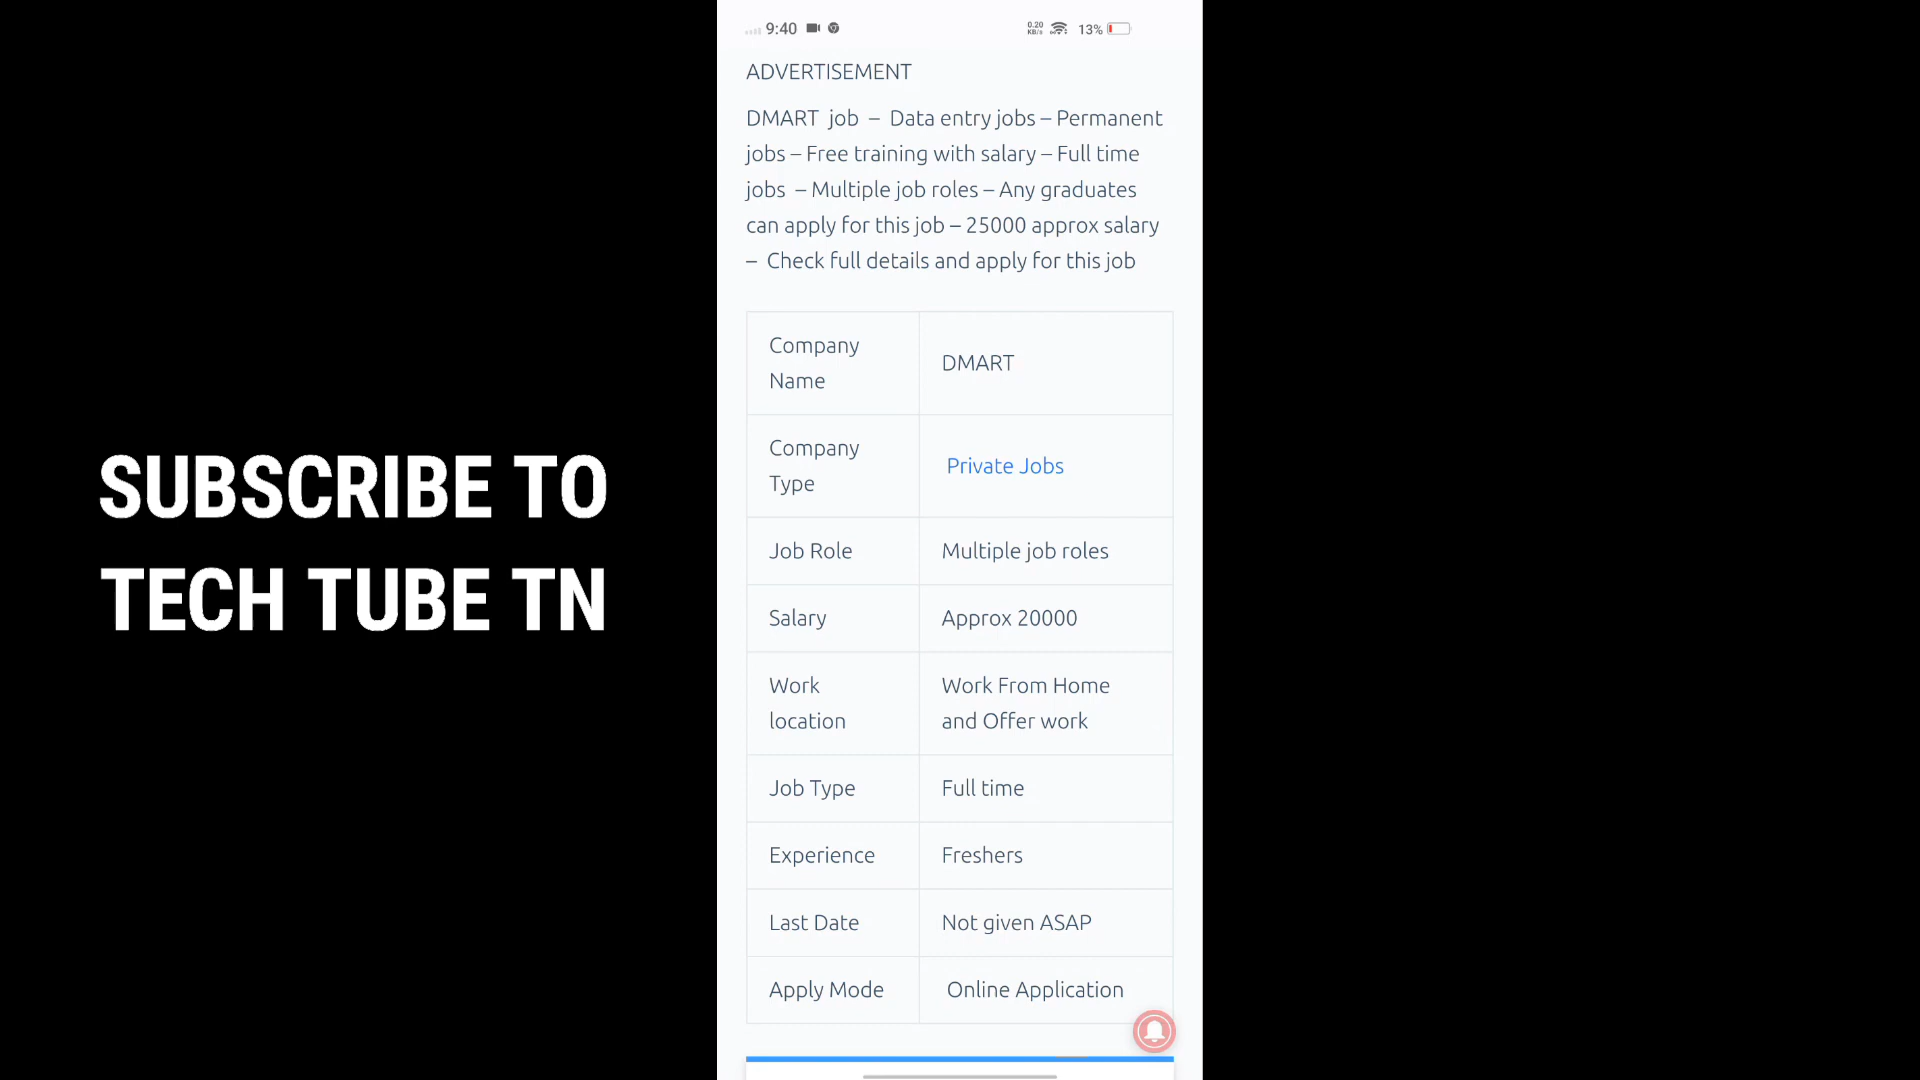 9:40
0.20
KB/s
13%
ADVERTISEMENT
DMART job – Data entry jobs – Permanent
jobs – Free training with salary – Full time
jobs – Multiple job roles – Any graduates
can apply for this job – 25000 approx salary
– Check full details and apply for this job
Company Name DMART
Company Type Private Jobs
Job Role Multiple job roles
Salary Approx 20000
Work location Work From Home and Offer work
Job Type Full time
Experience Freshers
Last Date Not given ASAP
Apply Mode Online Application
SUBSCRIBE TO
TECH TUBE TN